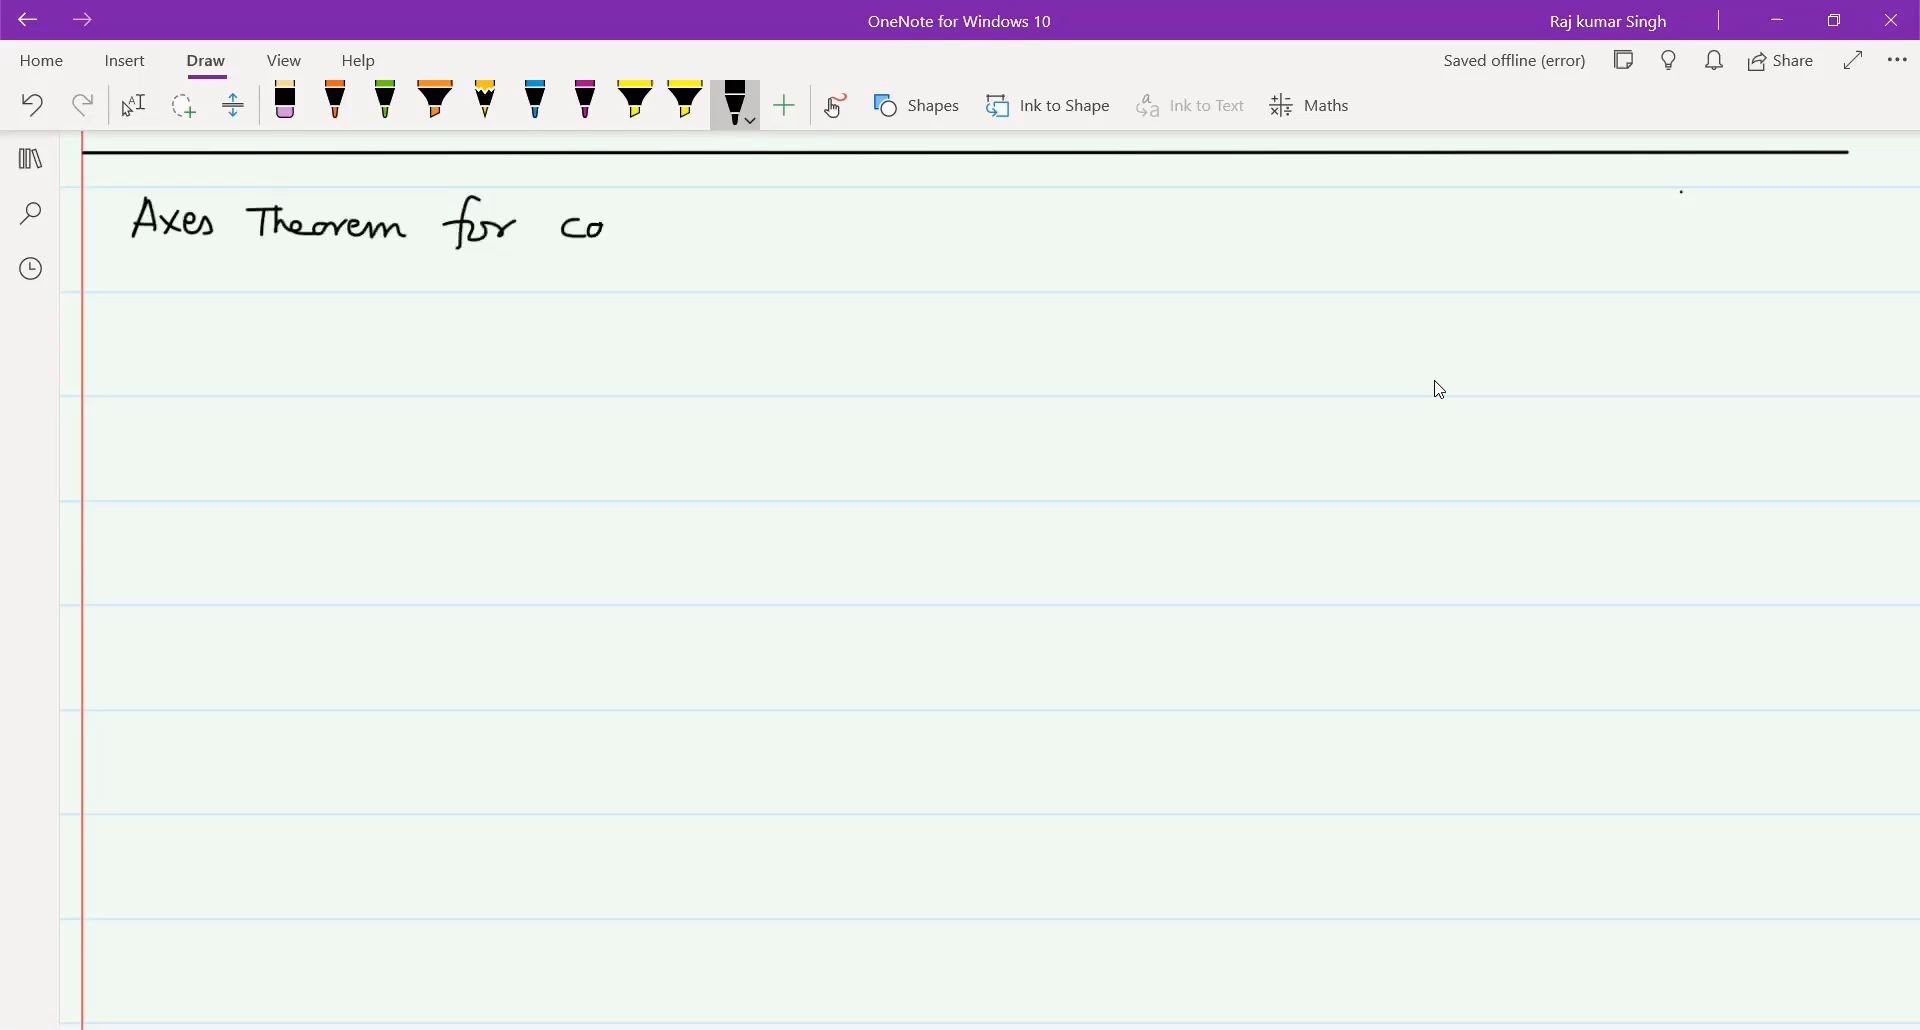 OneNote for Windows 10
Raj kumar Singh
Home Insert Draw View Help
Saved offline (error) Share
Shapes Ink to Shape Ink to Text Maths
Axes Theorem for co